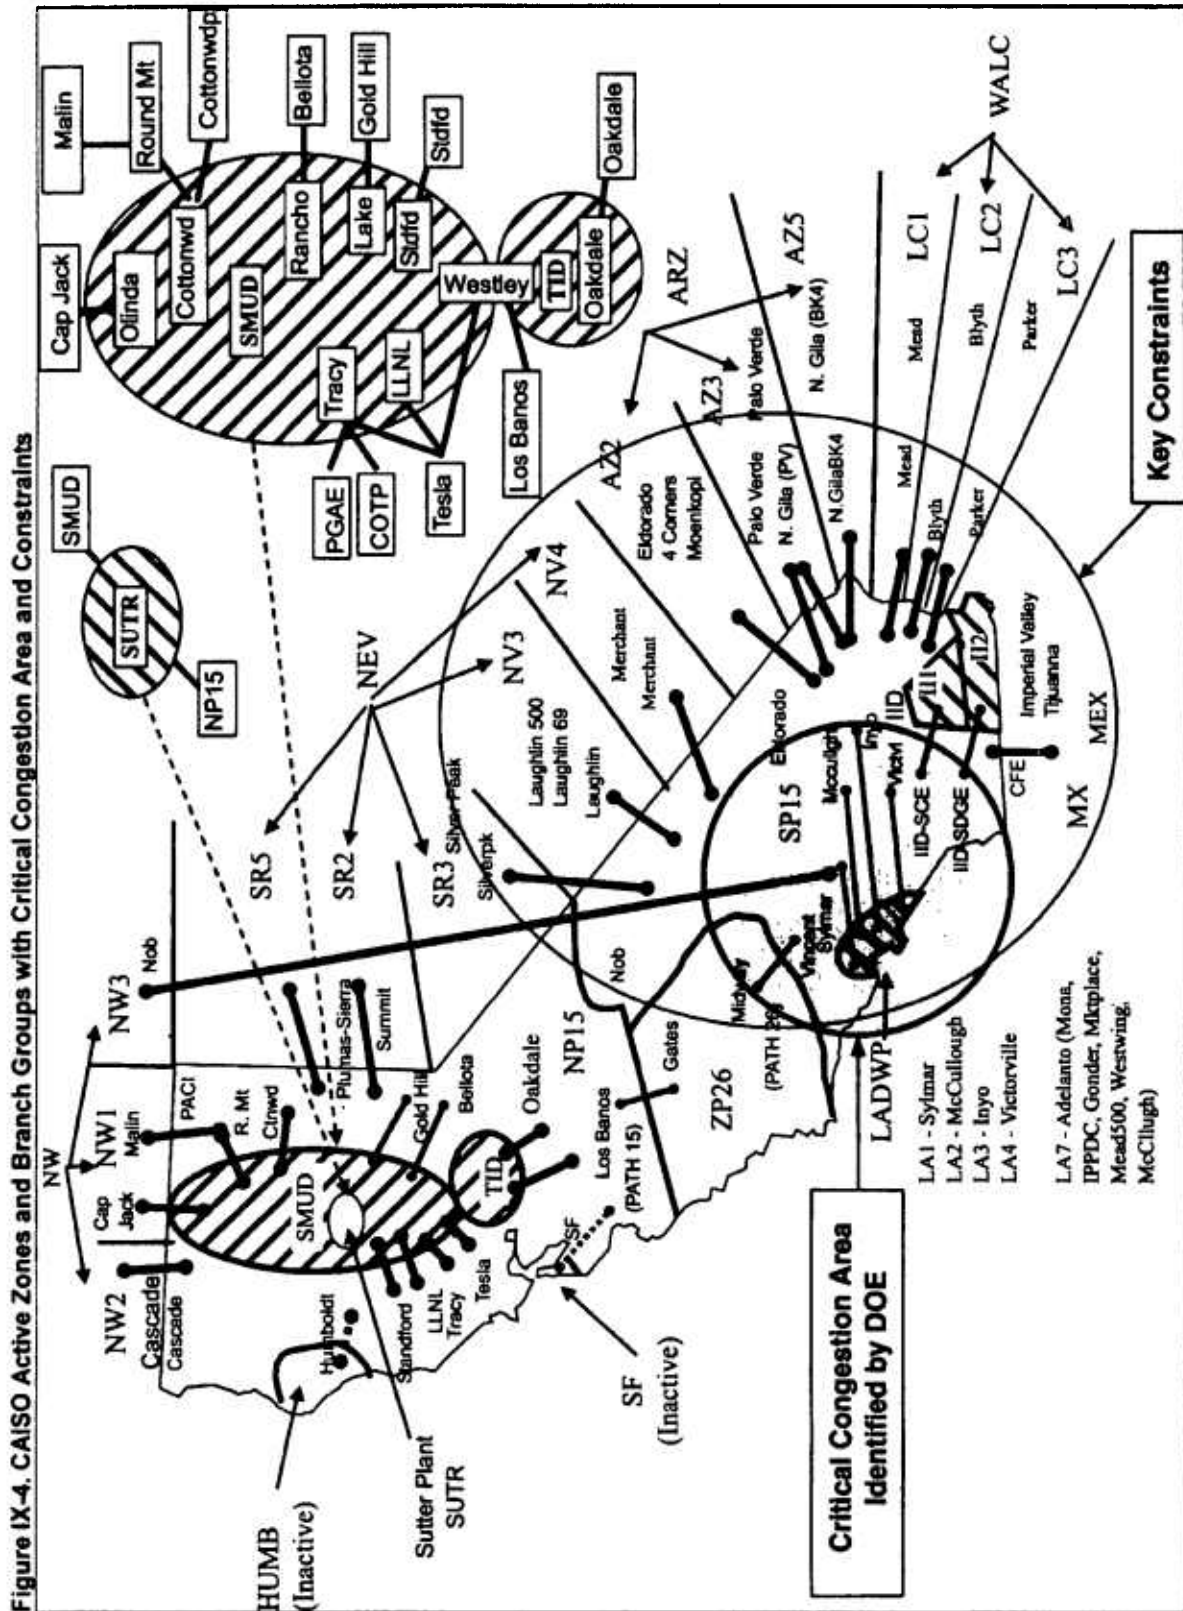 Figure IX-4. CAISO Active Zones and Branch Groups with Critical Congestion Area and Constraints
NW
NW2
NW1
NW3
Cascade
Cascade
Cap
Jack
Malin
Nob
PACI
R. Mt
Ctnwd
Plumas-Sierra
Summit
Gold Hill
Bellota
SMUD
TID
Oakdale
HUMB
(Inactive)
Humboldt
Sutter Plant
SUTR
Standford
LLNL
Tracy
Tesla
SF
(Inactive)
SF
Los Banos
(PATH 15)
NP15
Gates
ZP26
Nob
Midway
(PATH 26)
Vincent
Sylmar
SR5
SR2
SR3
NEV
NV3
NV4
Silver Peak
Silverpk
Laughlin 500
Laughlin 69
Laughlin
Merchant
Merchant
SMUD
SUTR
NP15
Cap Jack
Malin
Round Mt
Cottonwdp
Olinda
Cottonwd
SMUD
Rancho
Bellota
Lake
Gold Hill
Stdfd
Stdfd
Tracy
LLNL
PGAE
COTP
Tesla
Westley
Los Banos
TID
Oakdale
Oakdale
ARZ
AZ2
AZ3
AZ5
Eldorado
4 Corners
Moenkopi
Palo Verde
Palo Verde
N. Gila (PV)
N. Gila (BK4)
N.GilaBK4
Eldorado
SP15
Mccullgh
Inyo
VictVl
IID
II1
II2
IID-SCE
IID-SDGE
Imperial Valley
Tijuanna
CFE
MX
MEX
Mead
Mead
Blyth
Blyth
Parker
Parker
LC1
LC2
LC3
WALC
Key Constraints
Critical Congestion Area
Identified by DOE
LADWP
LA1 - Sylmar
LA2 - McCullough
LA3 - Inyo
LA4 - Victorville
LA7 - Adelanto (Mona,
IPPDC, Gonder, Mktplace,
Mead500, Westwing,
McCllugh)